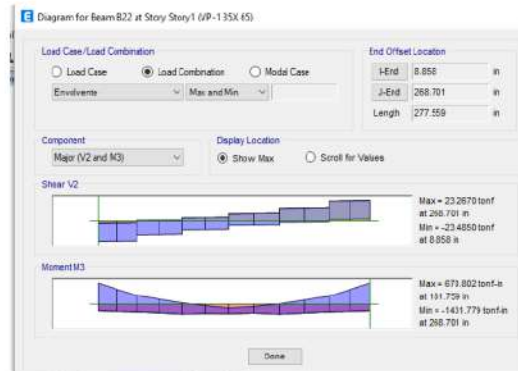 Diagram for Beam B22 at Story Story1 (VP-135X 65)
Load Case/Load Combination
Load Case
Load Combination
Modal Case
Envolvente
Max and Min
End Offset Location
I-End 8.858 in
J-End 268.701 in
Length 277.559 in
Component
Major (V2 and M3)
Display Location
Show Max
Scroll for Values
Shear V2
Max = 23.2670 tonf
at 268.701 in
Min = -23.4850 tonf
at 8.858 in
Moment M3
Max = 673.802 tonf-in
at 131.759 in
Min = -1431.779 tonf-in
at 268.701 in
Done